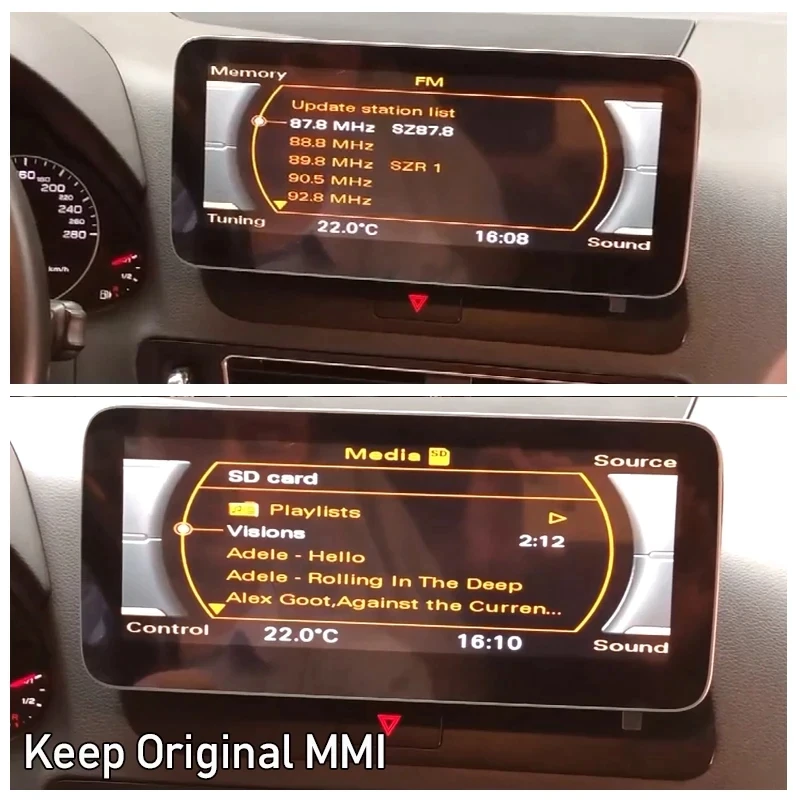 Memory
FM
Update station list
87.8 MHz SZ87.8
88.8 MHz
89.8 MHz SZR 1
90.5 MHz
92.8 MHz
Tuning
22.0°C
16:08
Sound
160
180
200
220
240
260
280
km/h
1/2
Media SD
Source
SD card
Playlists
Visions 2:12
Adele - Hello
Adele - Rolling In The Deep
Alex Goot,Against the Curren...
Control
22.0°C
16:10
Sound
1/2
Keep Original MMI